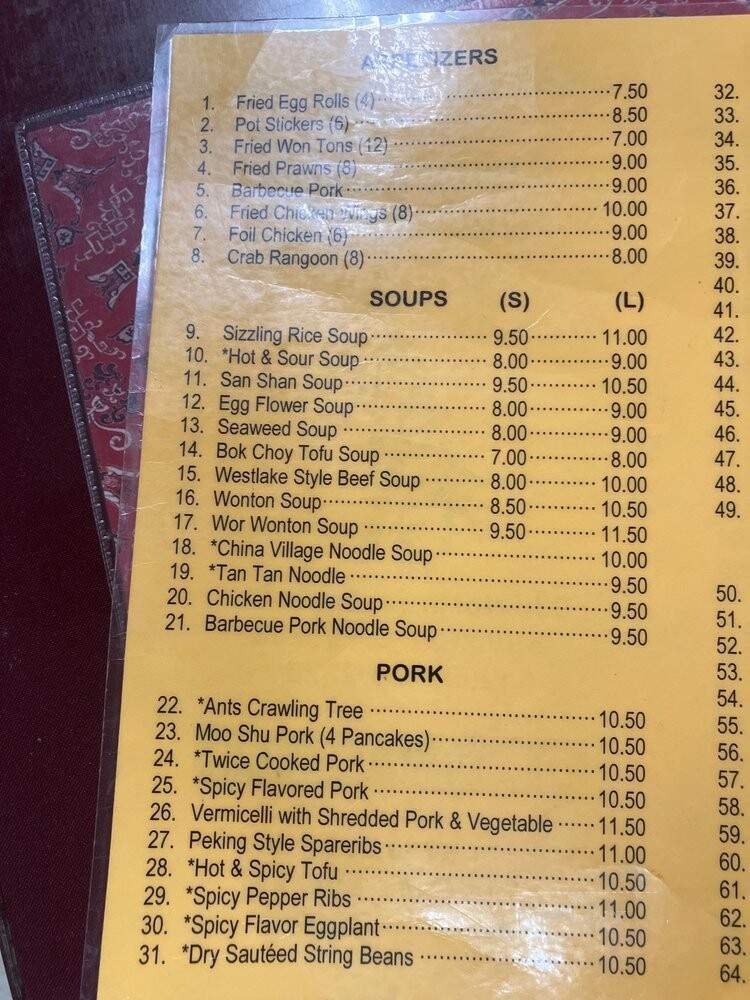 APPETIZERS
1. Fried Egg Rolls (4) 7.50
2. Pot Stickers (6) 8.50
3. Fried Won Tons (12) 7.00
4. Fried Prawns (8) 9.00
5. Barbecue Pork 9.00
6. Fried Chicken Wings (8) 10.00
7. Foil Chicken (6) 9.00
8. Crab Rangoon (8) 8.00
SOUPS (S) (L)
9. Sizzling Rice Soup 9.50 11.00
10. *Hot & Sour Soup 8.00 9.00
11. San Shan Soup 9.50 10.50
12. Egg Flower Soup 8.00 9.00
13. Seaweed Soup 8.00 9.00
14. Bok Choy Tofu Soup 7.00 8.00
15. Westlake Style Beef Soup 8.00 10.00
16. Wonton Soup 8.50 10.50
17. Wor Wonton Soup 9.50 11.50
18. *China Village Noodle Soup 10.00
19. *Tan Tan Noodle 9.50
20. Chicken Noodle Soup 9.50
21. Barbecue Pork Noodle Soup 9.50
PORK
22. *Ants Crawling Tree 10.50
23. Moo Shu Pork (4 Pancakes) 10.50
24. *Twice Cooked Pork 10.50
25. *Spicy Flavored Pork 10.50
26. Vermicelli with Shredded Pork & Vegetable 11.50
27. Peking Style Spareribs 11.00
28. *Hot & Spicy Tofu 10.50
29. *Spicy Pepper Ribs 11.00
30. *Spicy Flavor Eggplant 10.50
31. *Dry Sautéed String Beans 10.50
32.
33.
34.
35.
36.
37.
38.
39.
40.
41.
42.
43.
44.
45.
46.
47.
48.
49.
50.
51.
52.
53.
54.
55.
56.
57.
58.
59.
60.
61.
62.
63.
64.